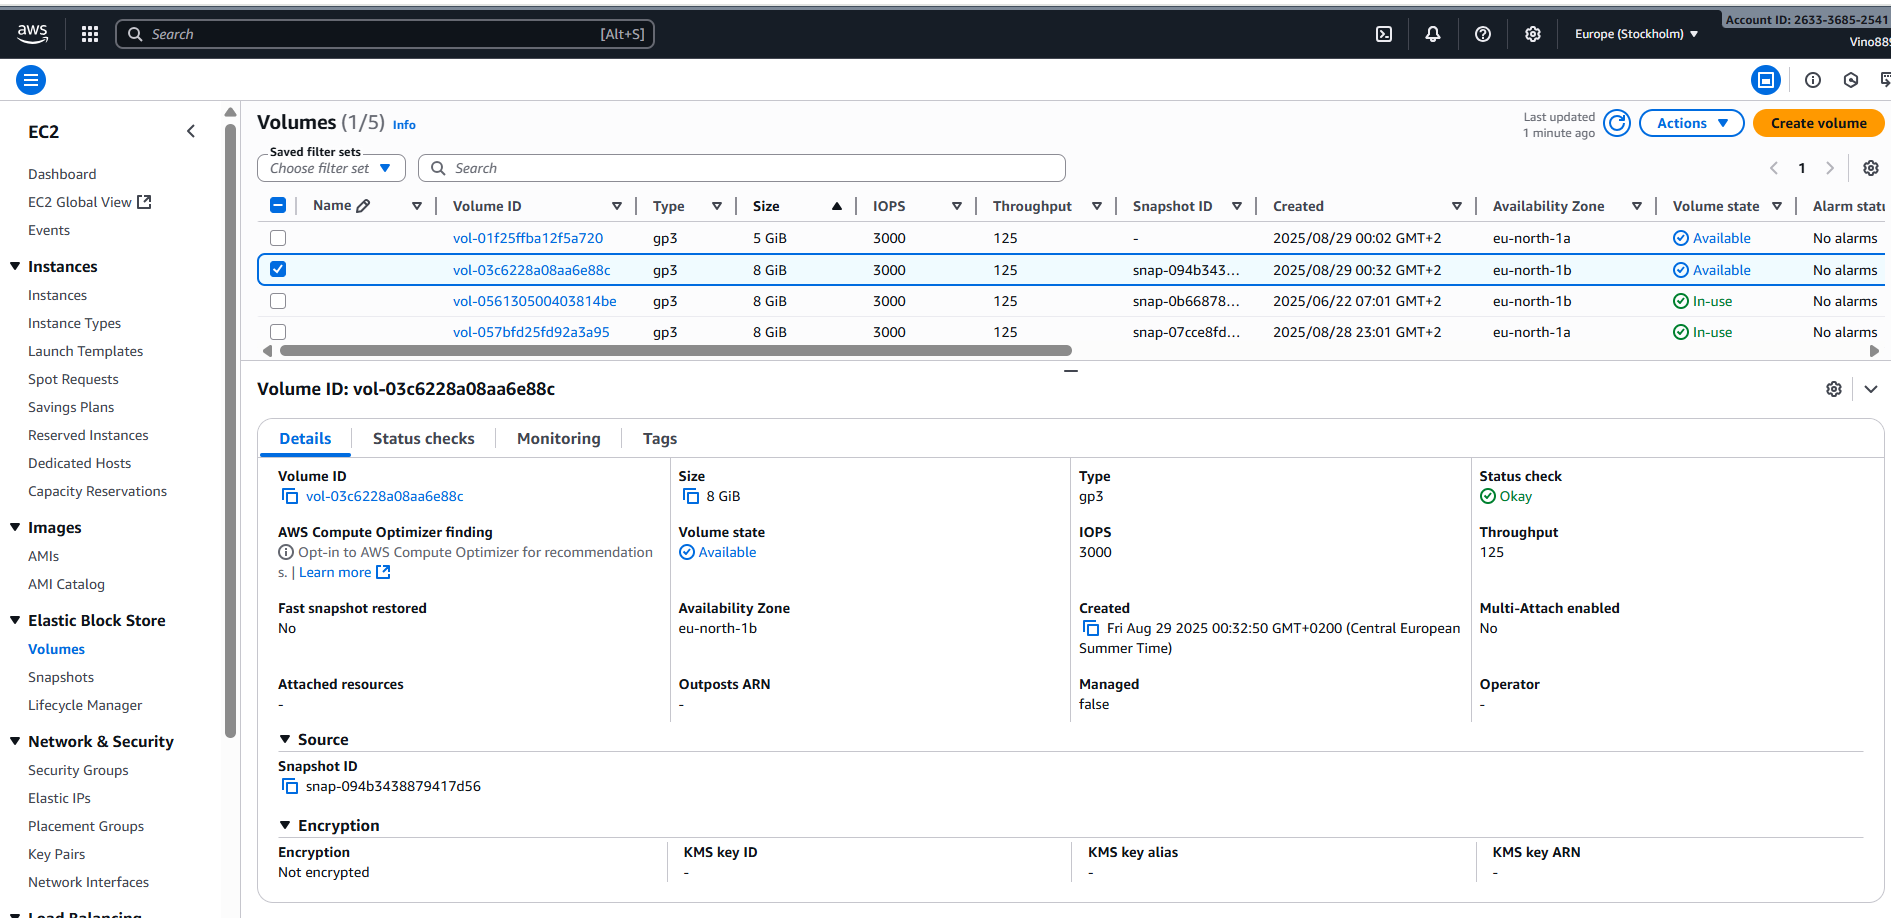 Account ID: 2633-3685-2541
aws
Search
[Alt+S]
Europe (Stockholm)
Vino889
EC2
Dashboard
EC2 Global View
Events
Instances
Instances
Instance Types
Launch Templates
Spot Requests
Savings Plans
Reserved Instances
Dedicated Hosts
Capacity Reservations
Images
AMIs
AMI Catalog
Elastic Block Store
Volumes
Snapshots
Lifecycle Manager
Network & Security
Security Groups
Elastic IPs
Placement Groups
Key Pairs
Network Interfaces
Load Balancing
Volumes (1/5) Info
Last updated
1 minute ago
Actions
Create volume
Saved filter sets
Choose filter set
Search
1
Name Volume ID Type Size IOPS Throughput Snapshot ID Created Availability Zone Volume state Alarm statu
vol-01f25ffba12f5a720 gp3 5 GiB 3000 125 - 2025/08/29 00:02 GMT+2 eu-north-1a Available No alarms
vol-03c6228a08aa6e88c gp3 8 GiB 3000 125 snap-094b343... 2025/08/29 00:32 GMT+2 eu-north-1b Available No alarms
vol-056130500403814be gp3 8 GiB 3000 125 snap-0b66878... 2025/06/22 07:01 GMT+2 eu-north-1b In-use No alarms
vol-057bfd25fd92a3a95 gp3 8 GiB 3000 125 snap-07cce8fd... 2025/08/28 23:01 GMT+2 eu-north-1a In-use No alarms
Volume ID: vol-03c6228a08aa6e88c
Details Status checks Monitoring Tags
Volume ID
vol-03c6228a08aa6e88c
Size
8 GiB
Type
gp3
Status check
Okay
AWS Compute Optimizer finding
Opt-in to AWS Compute Optimizer for recommendation
s. | Learn more
Volume state
Available
IOPS
3000
Throughput
125
Fast snapshot restored
No
Availability Zone
eu-north-1b
Created
Fri Aug 29 2025 00:32:50 GMT+0200 (Central European
Summer Time)
Multi-Attach enabled
No
Attached resources
-
Outposts ARN
-
Managed
false
Operator
-
Source
Snapshot ID
snap-094b3438879417d56
Encryption
Encryption
Not encrypted
KMS key ID
-
KMS key alias
-
KMS key ARN
-